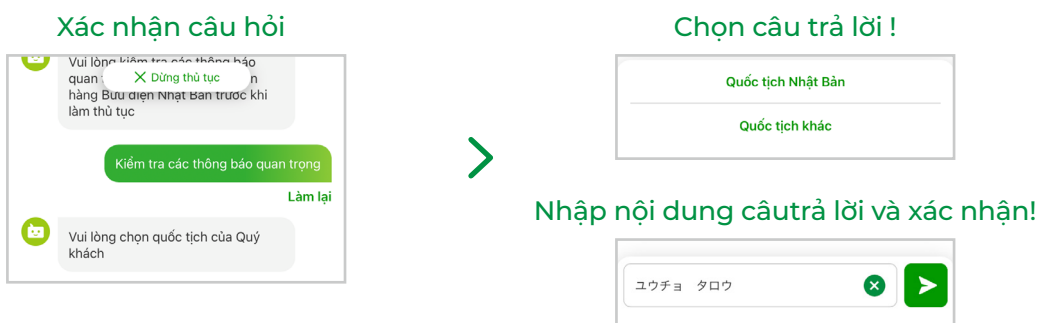 Xác nhận câu hỏi
Vui lòng kiểm tra các thông báo
quan
Dừng thủ tục
n
hàng Bưu điện Nhật Bản trước khi
làm thủ tục
Kiểm tra các thông báo quan trọng
Làm lại
Vui lòng chọn quốc tịch của Quý
khách
Chọn câu trả lời !
Quốc tịch Nhật Bản
Quốc tịch khác
Nhập nội dung câutrả lời và xác nhận!
ユウチョ　タロウ